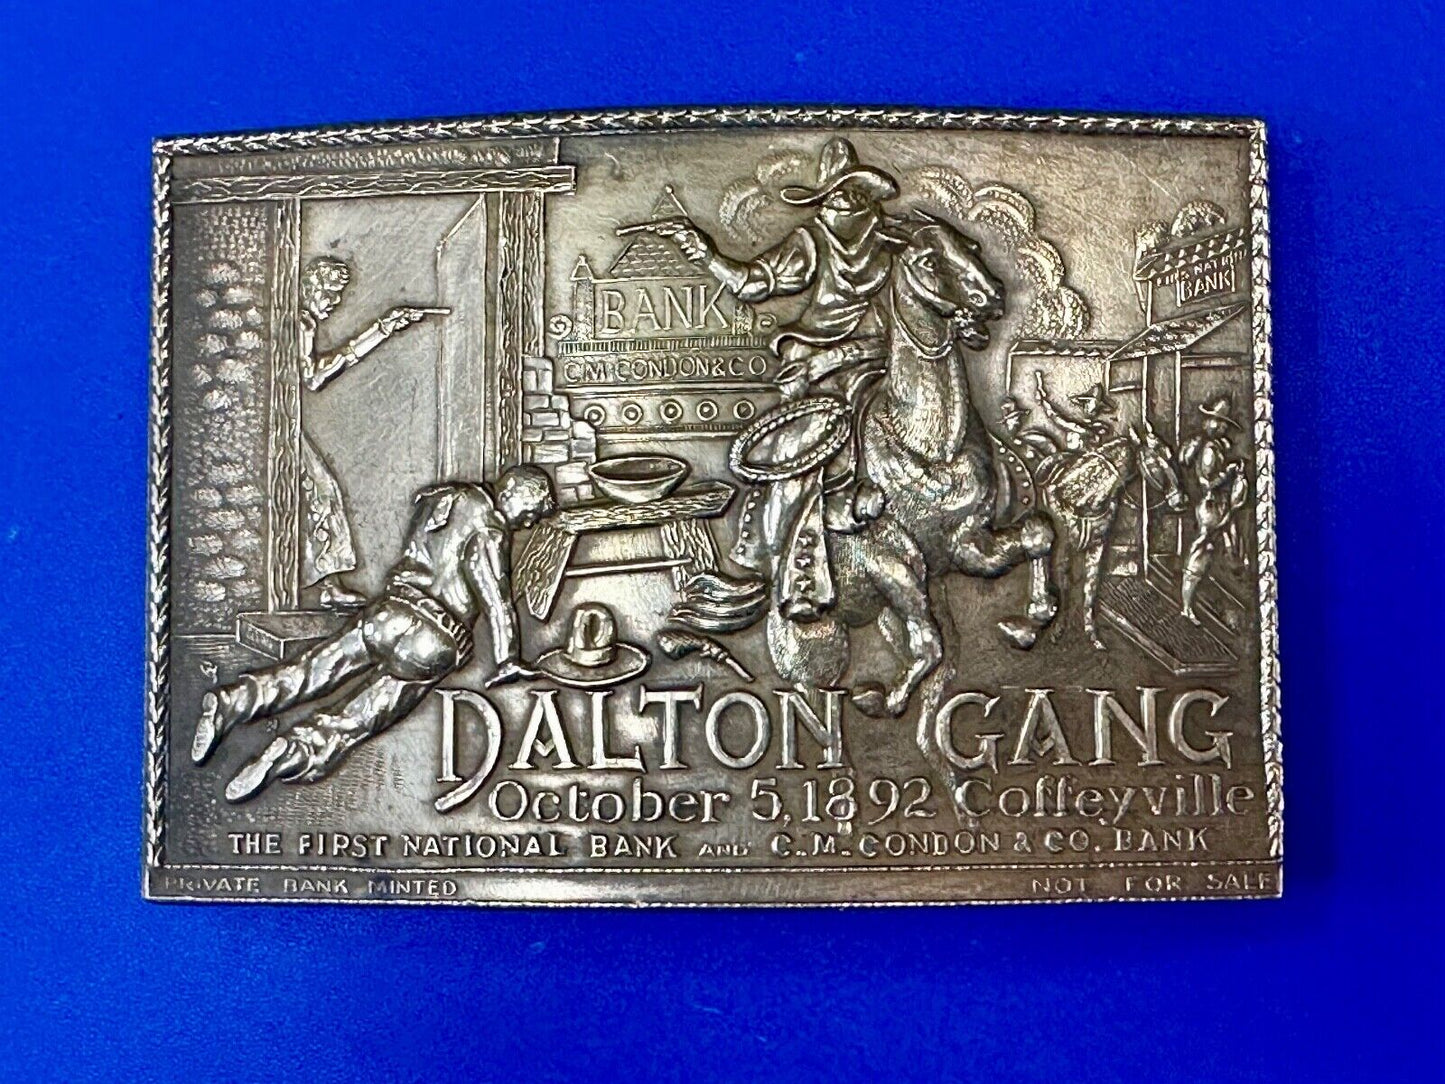 BANK
C.M. CONDON & CO
BANK
DALTON GANG
October 5, 1892 Coffeyville
THE FIRST NATIONAL BANK AND C.M. CONDON & CO. BANK
PRIVATE BANK MINTED NOT FOR SALE